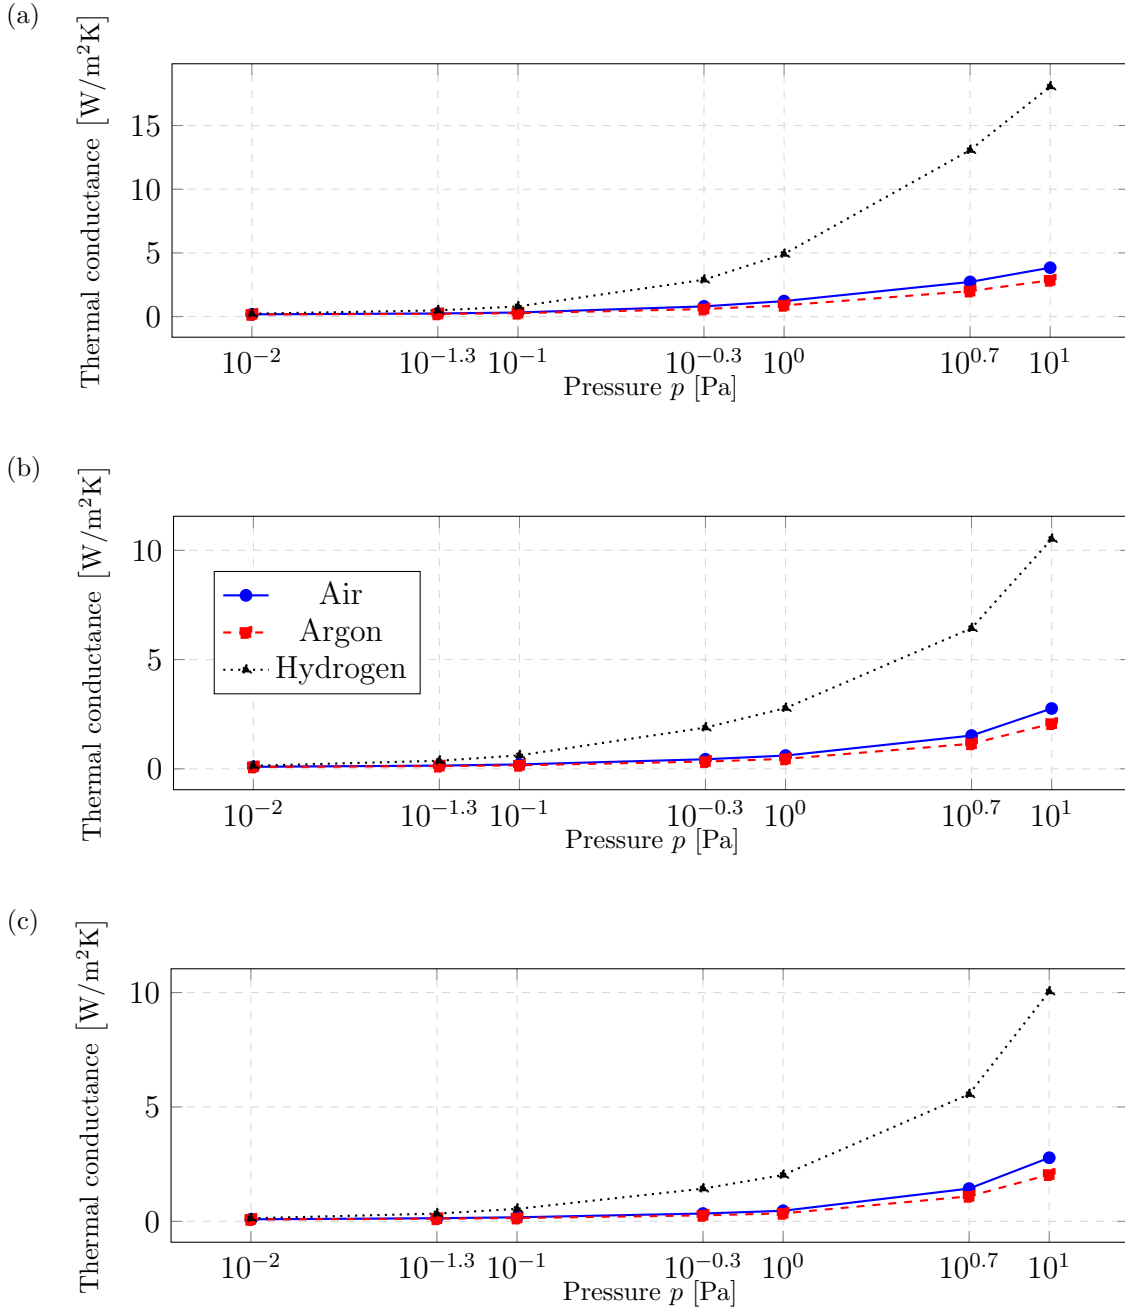 (a)
Thermal conductance [W/m²K]
15
10
5
0
10⁻² 10⁻¹·³ 10⁻¹ 10⁻⁰·³ 10⁰ 10⁰·⁷ 10¹
Pressure p [Pa]
(b)
Thermal conductance [W/m²K]
10
5
0
Air
Argon
Hydrogen
10⁻² 10⁻¹·³ 10⁻¹ 10⁻⁰·³ 10⁰ 10⁰·⁷ 10¹
Pressure p [Pa]
(c)
Thermal conductance [W/m²K]
10
5
0
10⁻² 10⁻¹·³ 10⁻¹ 10⁻⁰·³ 10⁰ 10⁰·⁷ 10¹
Pressure p [Pa]